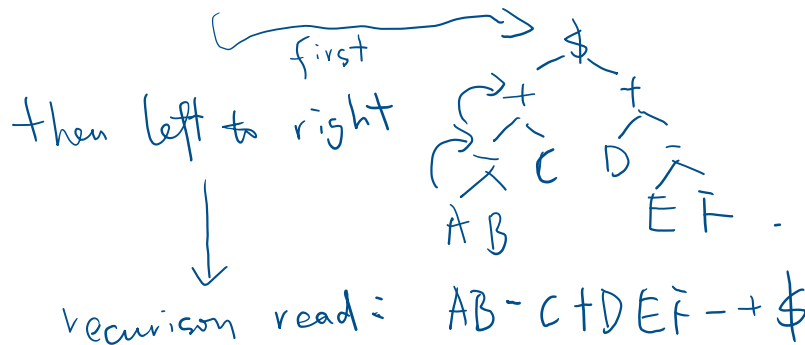 first
$
+ +
then left to right
- C D -
A B E F .
recurison read: AB-C+DEF-+$